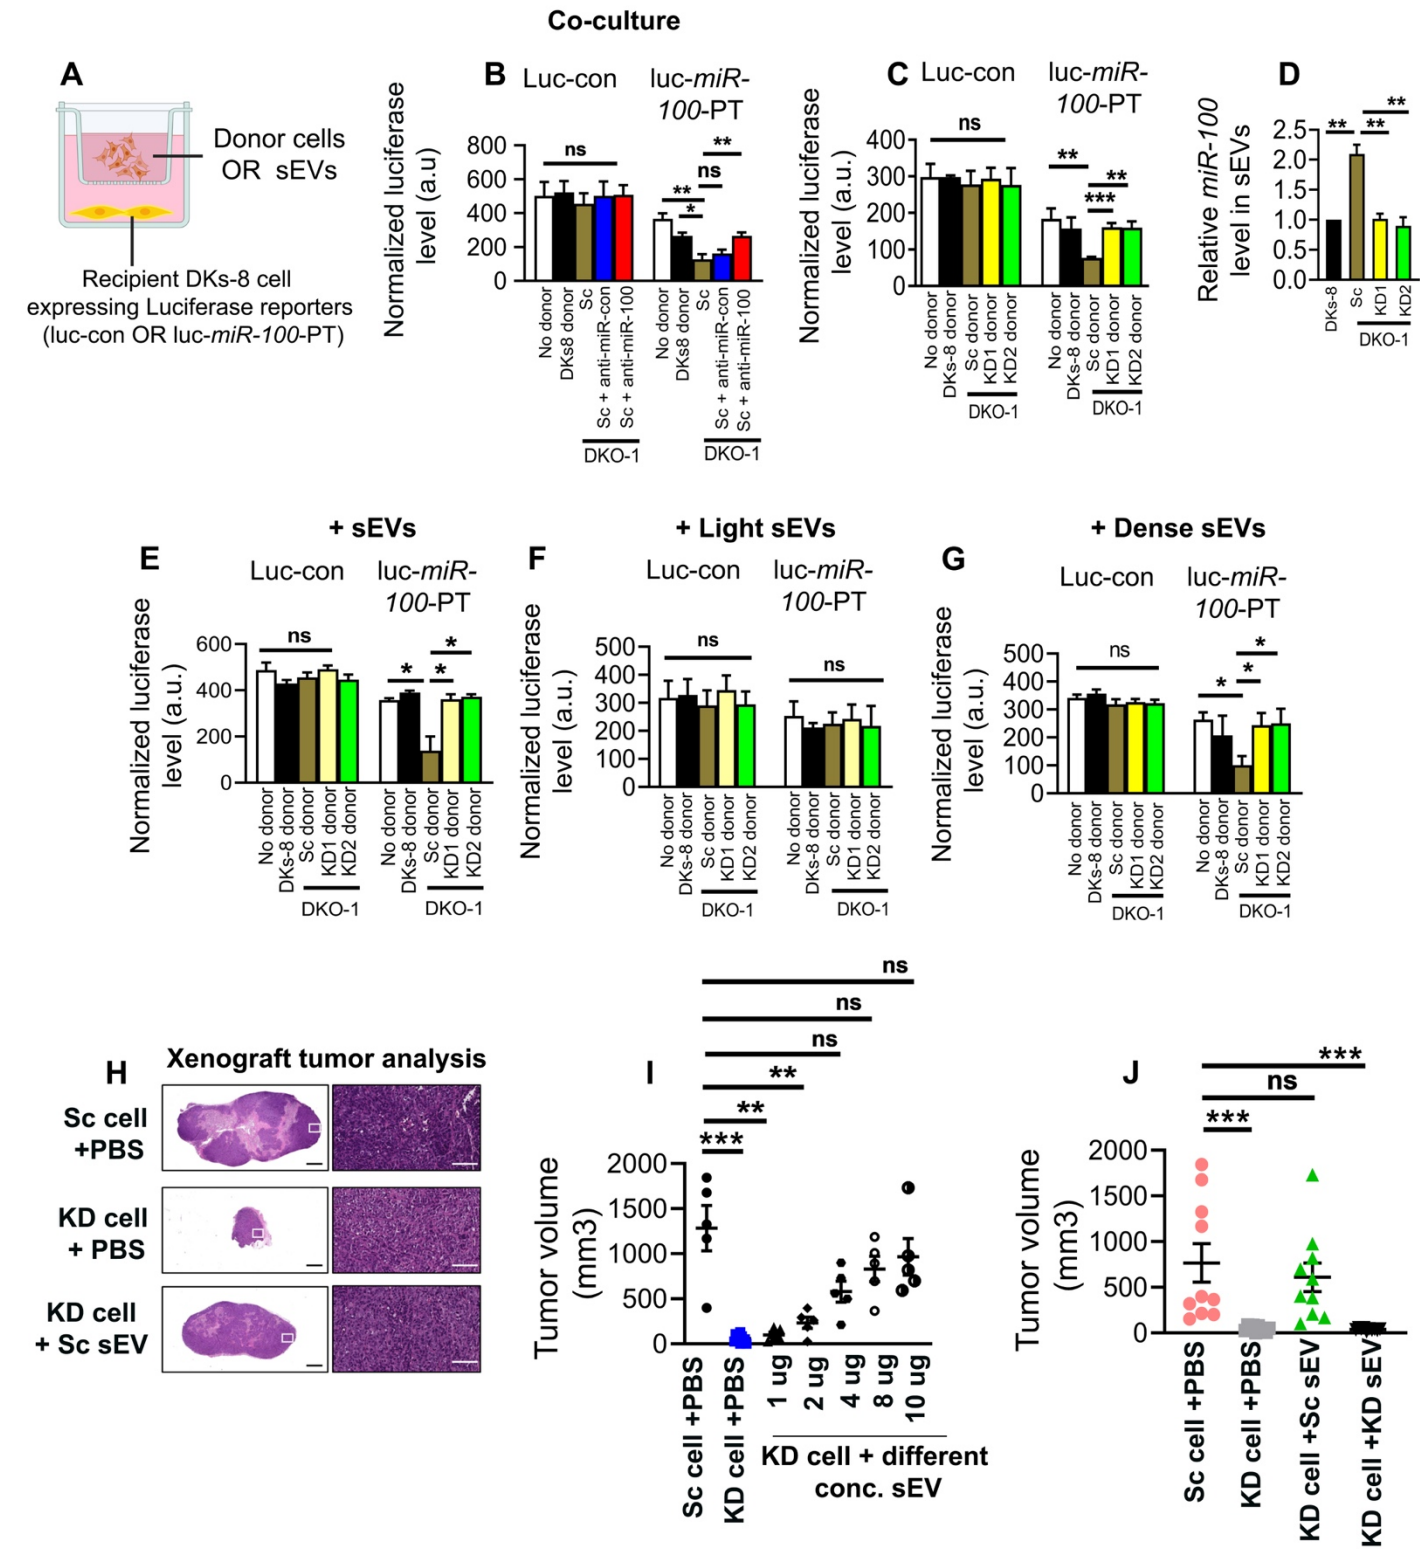 Co-culture
A
Donor cells
OR sEVs
Recipient DKs-8 cell
expressing Luciferase reporters
(luc-con OR luc-miR-100-PT)
B
Luc-con
luc-miR-
100-PT
Normalized luciferase
level (a.u)
800
600
400
200
0
ns
**
*
ns
**
No donor
DKs8 donor
Sc
Sc + anti-miR-con
Sc + anti-miR-100
DKO-1
No donor
DKs8 donor
Sc
Sc + anti-miR-con
Sc + anti-miR-100
DKO-1
C
Luc-con
luc-miR-
100-PT
Normalized luciferase
level (a.u.)
400
300
200
100
0
ns
**
**
***
No donor
DKs-8 donor
Sc donor
KD1 donor
KD2 donor
DKO-1
No donor
DKs-8 donor
Sc donor
KD1 donor
KD2 donor
DKO-1
D
Relative miR-100
level in sEVs
2.5
2.0
1.5
1.0
0.5
0.0
**
**
**
DKs-8
Sc
KD1
KD2
DKO-1
+ sEVs
E
Luc-con
luc-miR-
100-PT
Normalized luciferase
level (a.u.)
600
400
200
0
ns
*
*
*
No donor
DKs-8 donor
Sc donor
KD1 donor
KD2 donor
DKO-1
No donor
DKs-8 donor
Sc donor
KD1 donor
KD2 donor
DKO-1
+ Light sEVs
F
Luc-con
luc-miR-
100-PT
Normalized luciferase
level (a.u.)
500
400
300
200
100
0
ns
ns
No donor
DKs-8 donor
Sc donor
KD1 donor
KD2 donor
DKO-1
No donor
DKs-8 donor
Sc donor
KD1 donor
KD2 donor
DKO-1
+ Dense sEVs
G
Luc-con
luc-miR-
100-PT
Normalized luciferase
level (a.u.)
500
400
300
200
100
0
ns
*
*
*
No donor
DKs-8 donor
Sc donor
KD1 donor
KD2 donor
DKO-1
No donor
DKs-8 donor
Sc donor
KD1 donor
KD2 donor
DKO-1
H
Xenograft tumor analysis
Sc cell
+PBS
KD cell
+ PBS
KD cell
+ Sc sEV
I
ns
ns
ns
**
**
***
Tumor volume
(mm3)
2000
1500
1000
500
0
Sc cell +PBS
KD cell +PBS
1 ug
2 ug
4 ug
8 ug
10 ug
KD cell + different
conc. sEV
J
***
ns
***
Tumor volume
(mm3)
2000
1500
1000
500
0
Sc cell +PBS
KD cell +PBS
KD cell +Sc sEV
KD cell +KD sEV